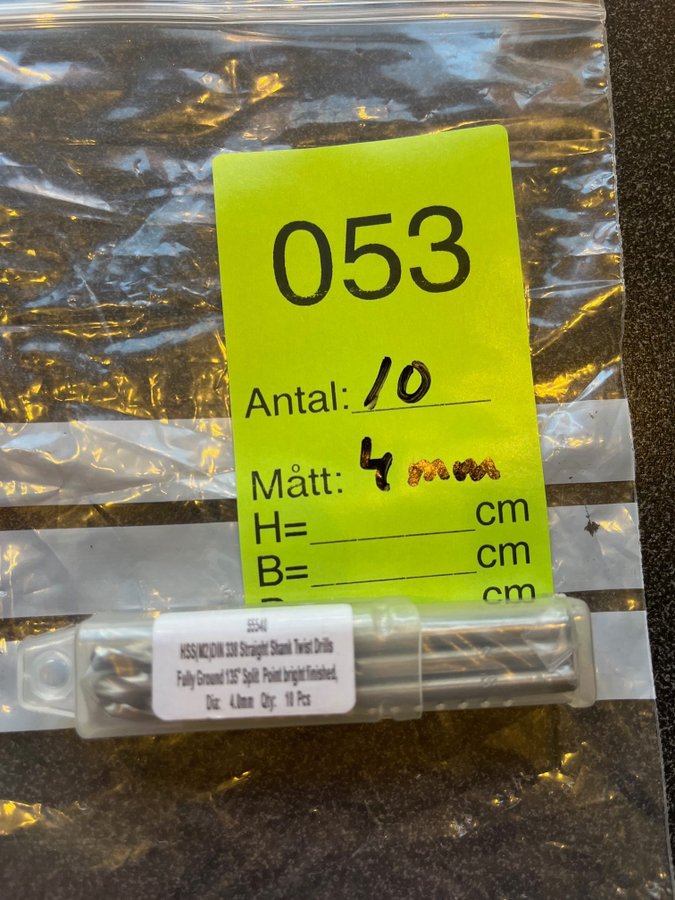 053
Antal: 10
Mått: 4 mm
H= cm
B= cm
cm
HSS(M2)DIN 338 Straight Shank Twist Drills
Fully Ground 135° Split Point bright finished,
Dia: 4.0mm Qty: 10 Pcs